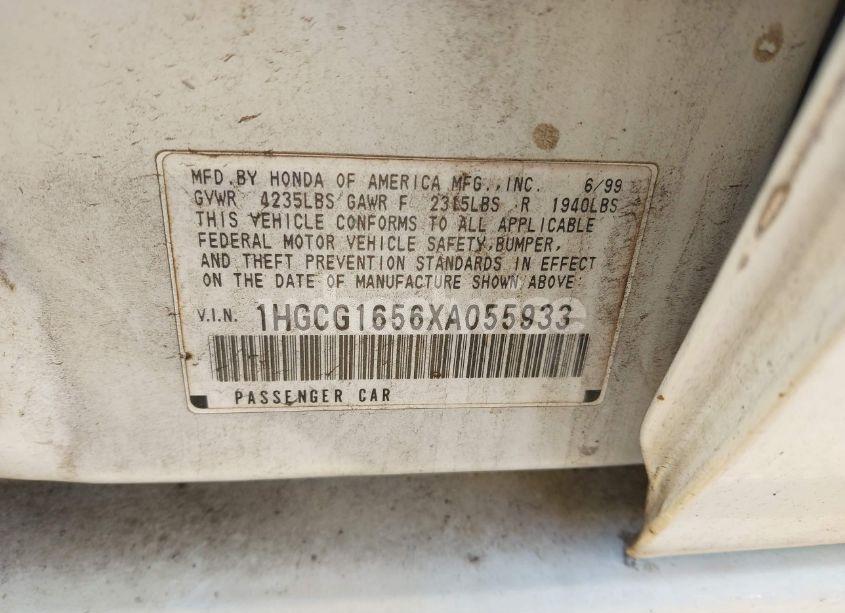 MFD. BY HONDA OF AMERICA MFG., INC. 6/99
GVWR 4235LBS GAWR F 2315LBS R 1940LBS
THIS VEHICLE CONFORMS TO ALL APPLICABLE
FEDERAL MOTOR VEHICLE SAFETY, BUMPER,
AND THEFT PREVENTION STANDARDS IN EFFECT
ON THE DATE OF MANUFACTURE SHOWN ABOVE.
V.I.N. 1HGCG1656XA055933
PASSENGER CAR